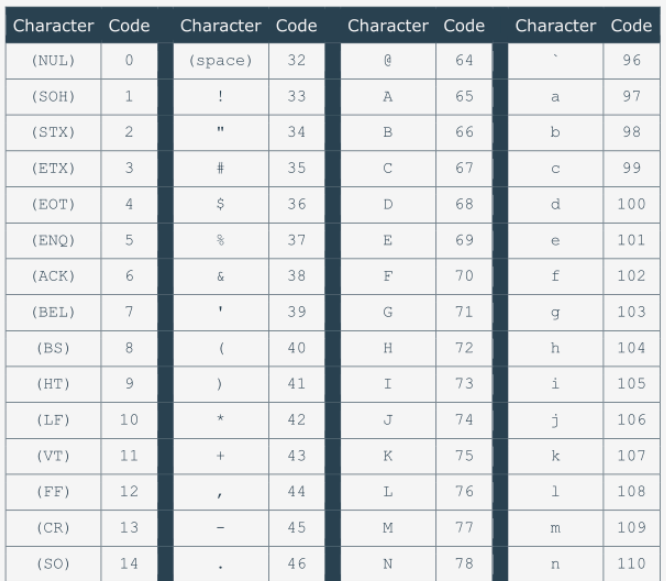 Character Code Character Code Character Code Character Code
(NUL) 0 (space) 32 @ 64 ` 96
(SOH) 1 ! 33 A 65 a 97
(STX) 2 " 34 B 66 b 98
(ETX) 3 # 35 C 67 c 99
(EOT) 4 $ 36 D 68 d 100
(ENQ) 5 % 37 E 69 e 101
(ACK) 6 & 38 F 70 f 102
(BEL) 7 ' 39 G 71 g 103
(BS) 8 ( 40 H 72 h 104
(HT) 9 ) 41 I 73 i 105
(LF) 10 * 42 J 74 j 106
(VT) 11 + 43 K 75 k 107
(FF) 12 , 44 L 76 l 108
(CR) 13 - 45 M 77 m 109
(SO) 14 . 46 N 78 n 110